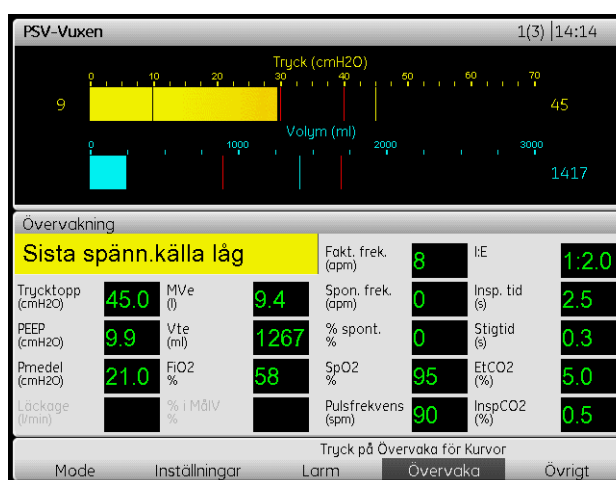 PSV-Vuxen 1(3) 14:14
Tryck (cmH2O)
0 10 20 30 40 50 60 70
9 45
Volym (ml)
0 1000 2000 3000
1417
Övervakning
Sista spänn.källa låg
Fakt. frek. (apm) 8
I:E 1:2.0
Trycktopp (cmH2O) 45.0
MVe (l) 9.4
Spon. frek. (apm) 0
Insp. tid (s) 2.5
PEEP (cmH2O) 9.9
Vte (ml) 1267
% spont. % 0
Stigtid (s) 0.3
Pmedel (cmH2O) 21.0
FiO2 % 58
SpO2 % 95
EtCO2 (%) 5.0
Läckage (l/min)
% i MålV %
Pulsfrekvens (spm) 90
InspCO2 (%) 0.5
Tryck på Övervaka för Kurvor
Mode Inställningar Larm Övervaka Övrigt